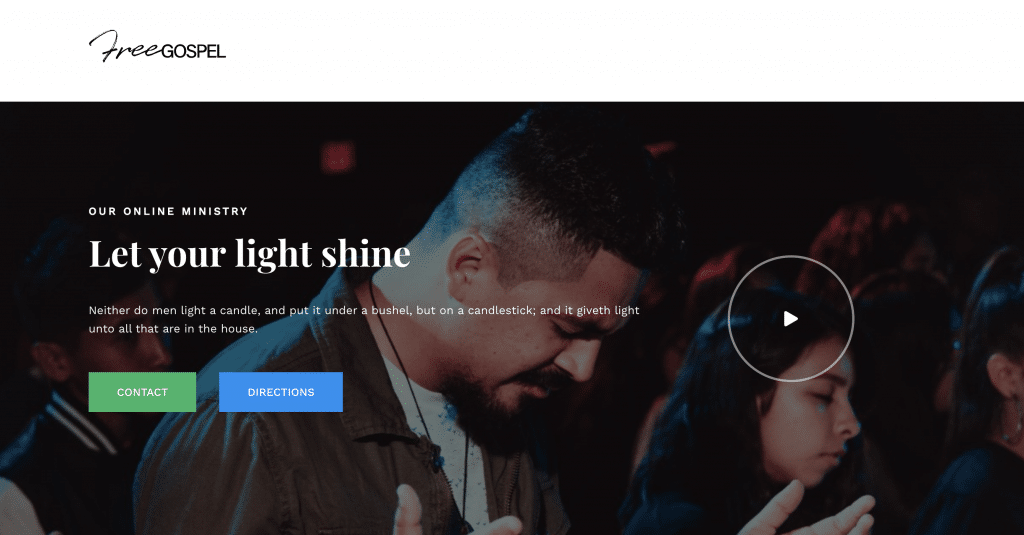 FreeGOSPEL
OUR ONLINE MINISTRY
Let your light shine
Neither do men light a candle, and put it under a bushel, but on a candlestick; and it giveth light
unto all that are in the house.
CONTACT DIRECTIONS